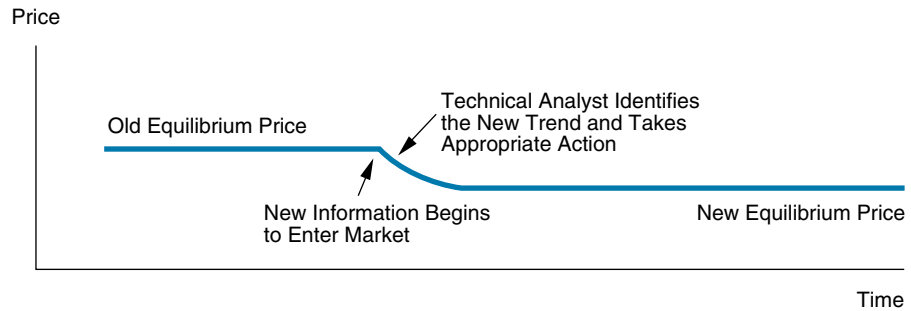 Price
Technical Analyst Identifies
the New Trend and Takes
Appropriate Action
Old Equilibrium Price
New Information Begins
to Enter Market
New Equilibrium Price
Time